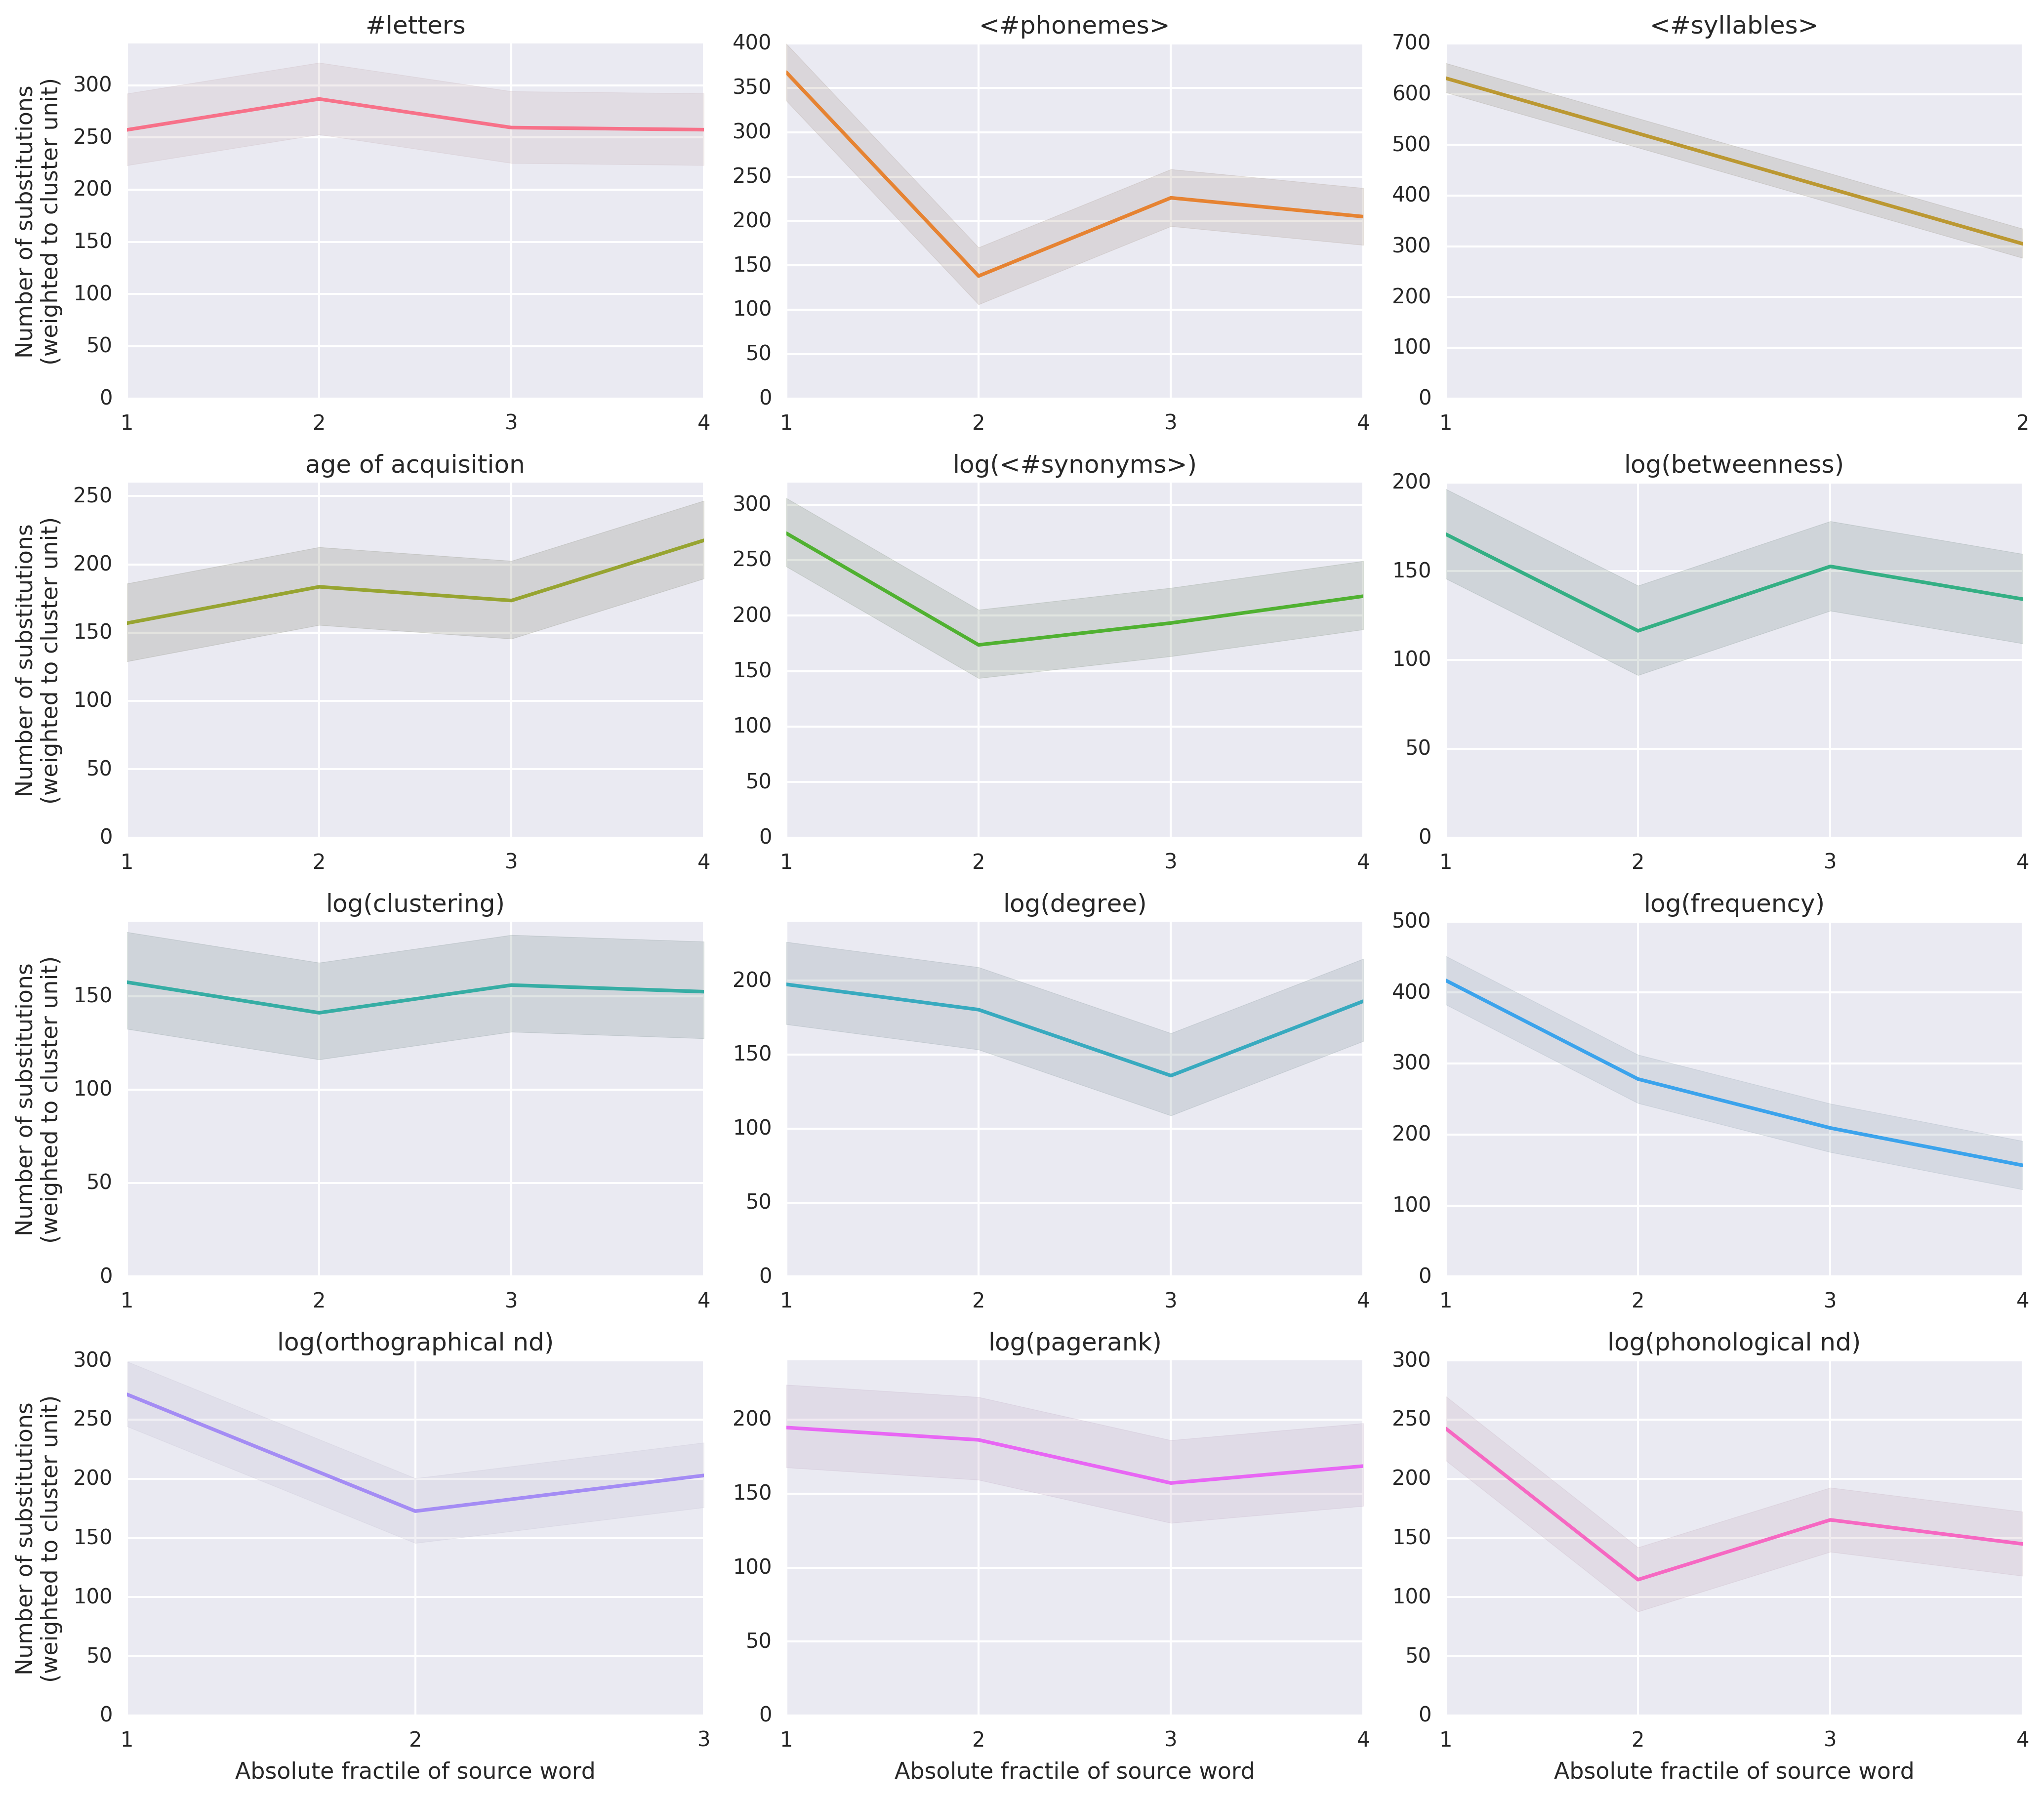 #letters
<#phonemes>
<#syllables>
Number of substitutions
(weighted to cluster unit)
300
250
200
150
100
50
0
1 2 3 4
400
350
300
250
200
150
100
50
0
1 2 3 4
700
600
500
400
300
200
100
0
1 2
age of acquisition
log(<#synonyms>)
log(betweenness)
Number of substitutions
(weighted to cluster unit)
250
200
150
100
50
0
1 2 3 4
300
250
200
150
100
50
0
1 2 3 4
200
150
100
50
0
1 2 3 4
log(clustering)
log(degree)
log(frequency)
Number of substitutions
(weighted to cluster unit)
150
100
50
0
1 2 3 4
200
150
100
50
0
1 2 3 4
500
400
300
200
100
0
1 2 3 4
log(orthographical nd)
log(pagerank)
log(phonological nd)
Number of substitutions
(weighted to cluster unit)
300
250
200
150
100
50
0
1 2 3
Absolute fractile of source word
200
150
100
50
0
1 2 3 4
Absolute fractile of source word
300
250
200
150
100
50
0
1 2 3 4
Absolute fractile of source word